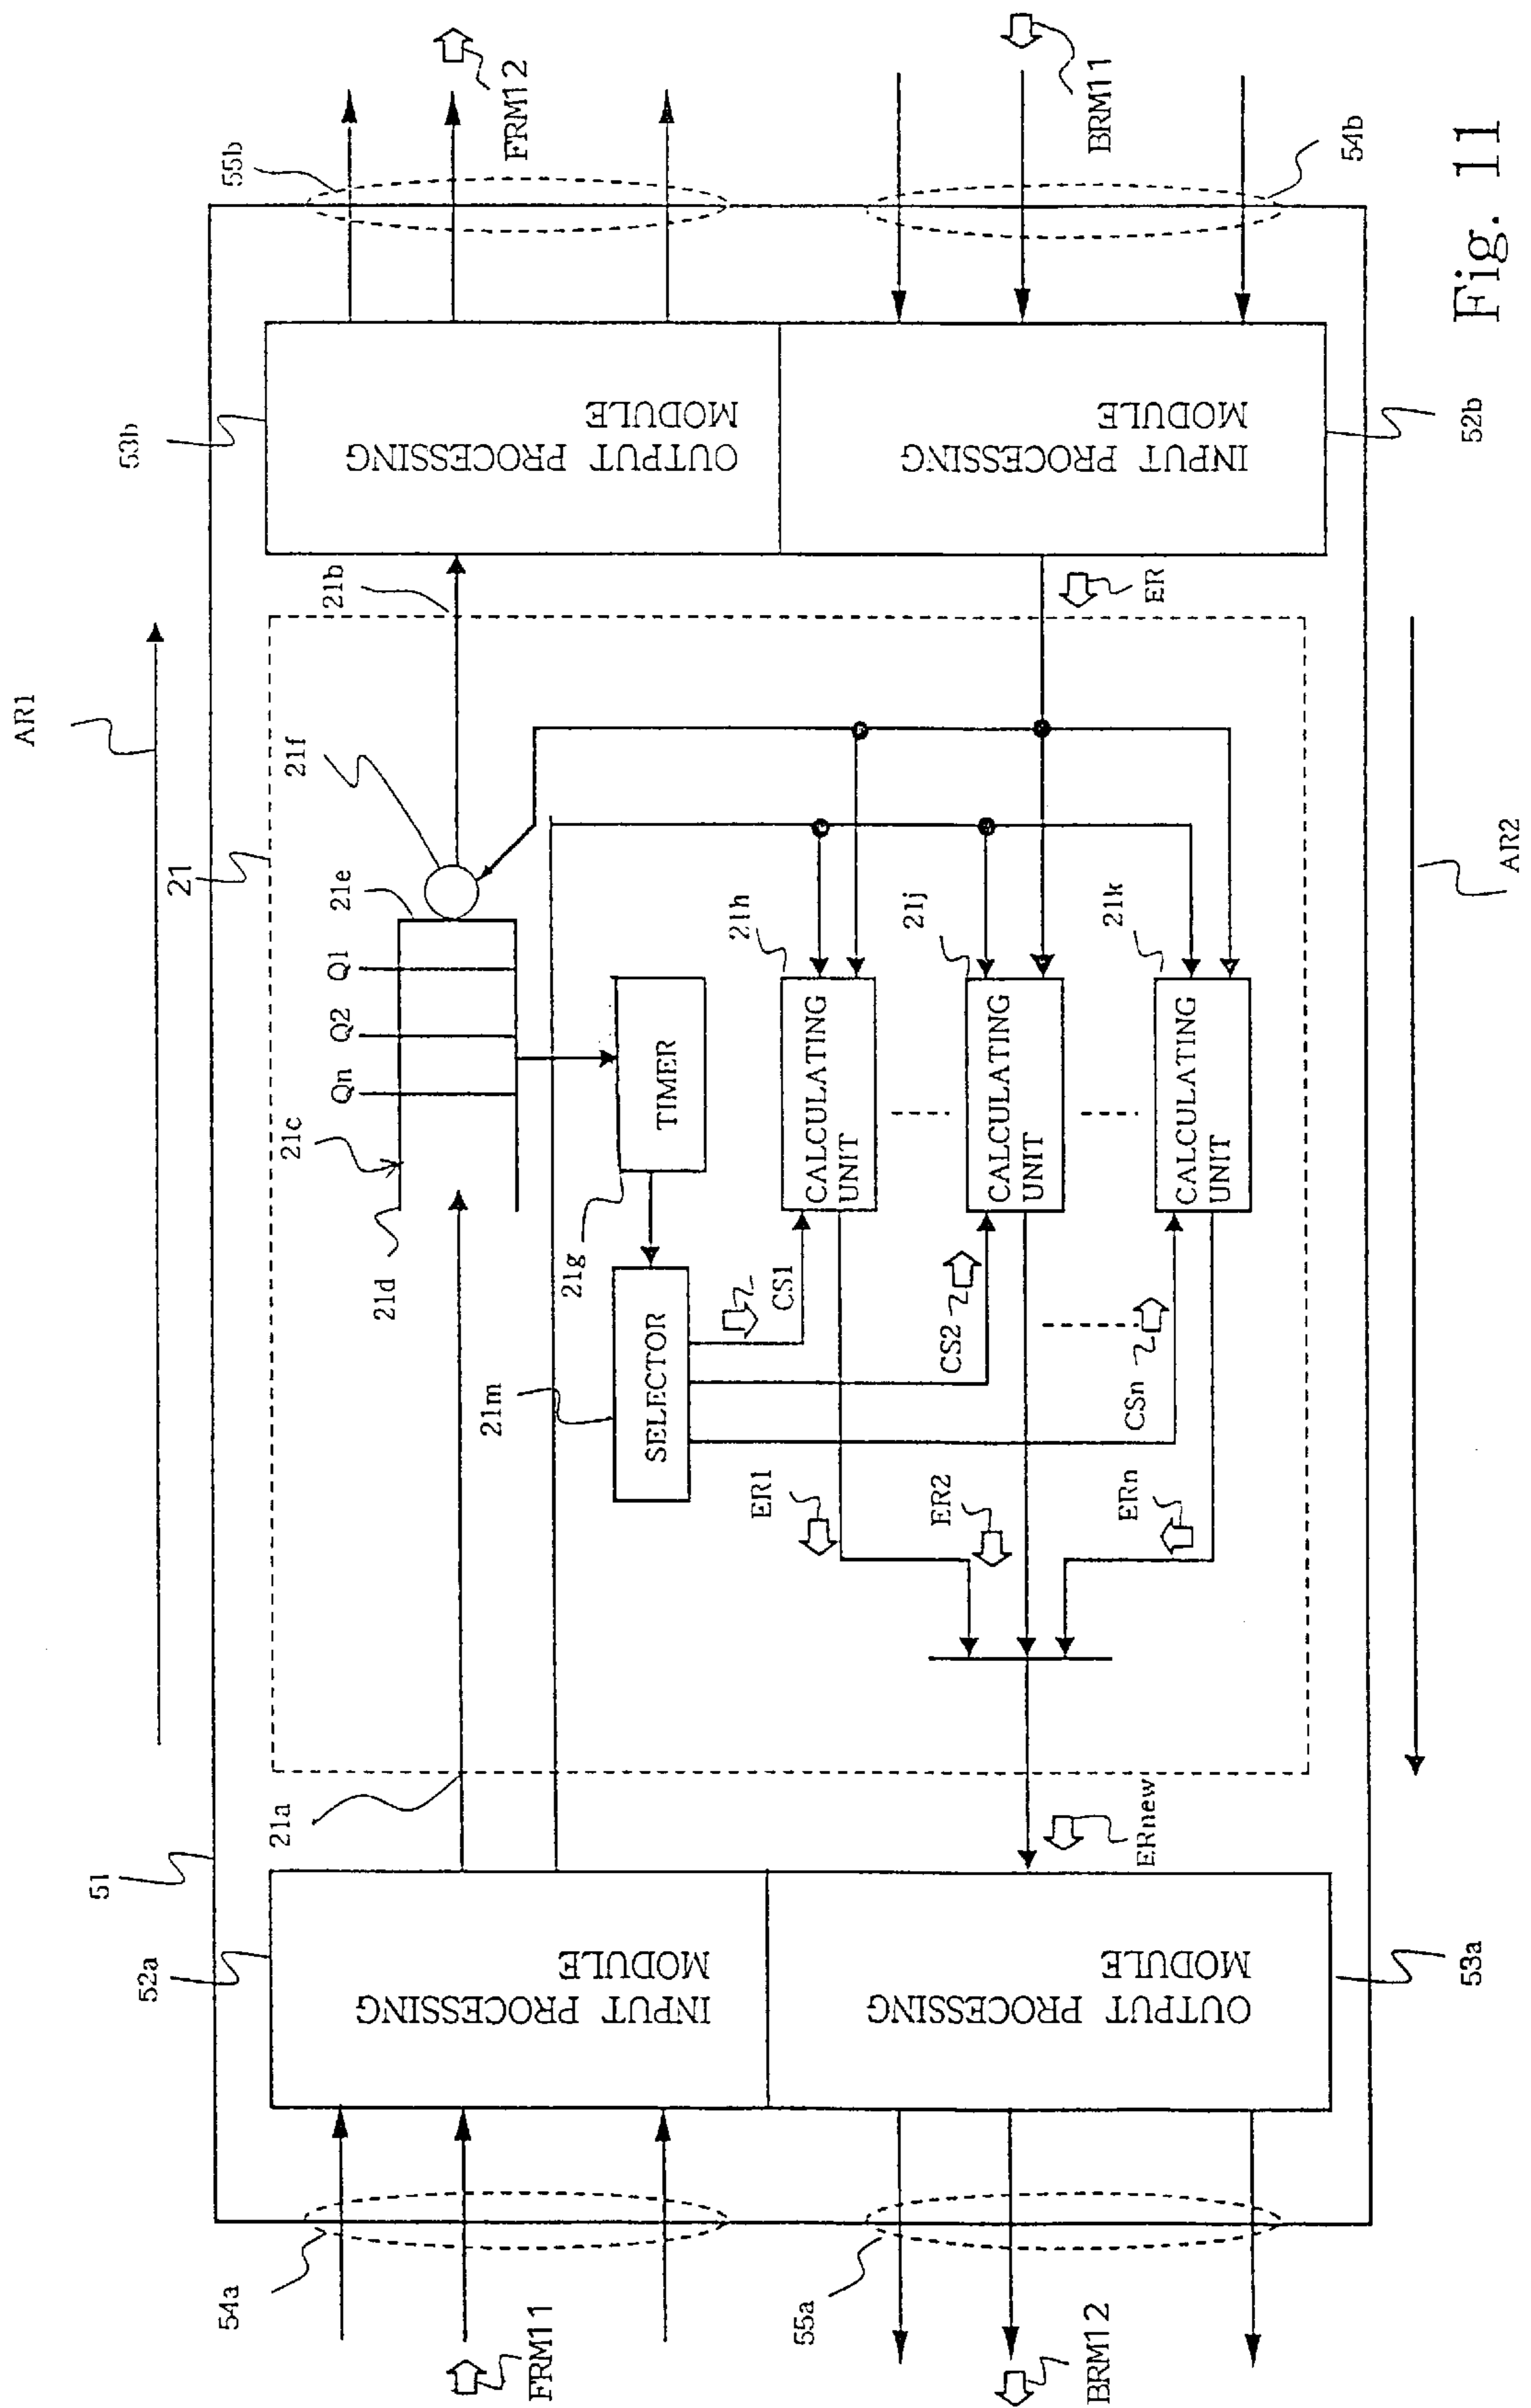 AR1
51
21
52a
53b
54a
55b
FRM11
FRM12
21a
21b
21c
21d
21e
21f
Qn
Q2
Q1
INPUT PROCESSING
MODULE
OUTPUT PROCESSING
MODULE
21m
SELECTOR
21g
TIMER
CS1
CS2
CSn
21h
CALCULATING
UNIT
21j
CALCULATING
UNIT
21k
CALCULATING
UNIT
ER1
ER2
ERn
ER
ERnew
OUTPUT PROCESSING
MODULE
INPUT PROCESSING
MODULE
55a
BRM12
53a
52b
BRM11
54b
AR2
Fig. 11